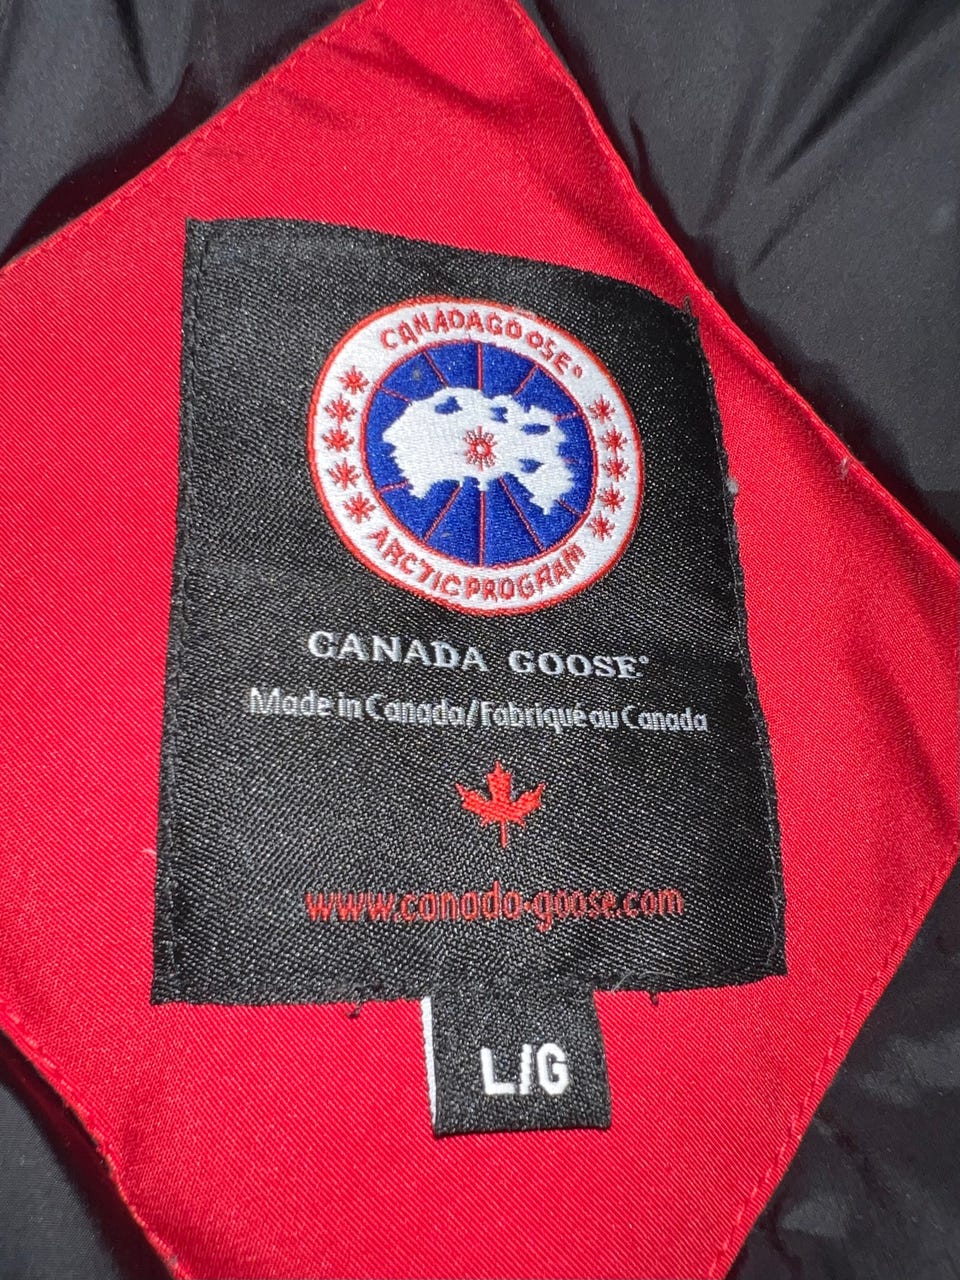 CANADA GOOSE®
ARCTIC PROGRAM
CANADA GOOSE®
Made in Canada/Fabriqué au Canada
www.canada-goose.com
L/G